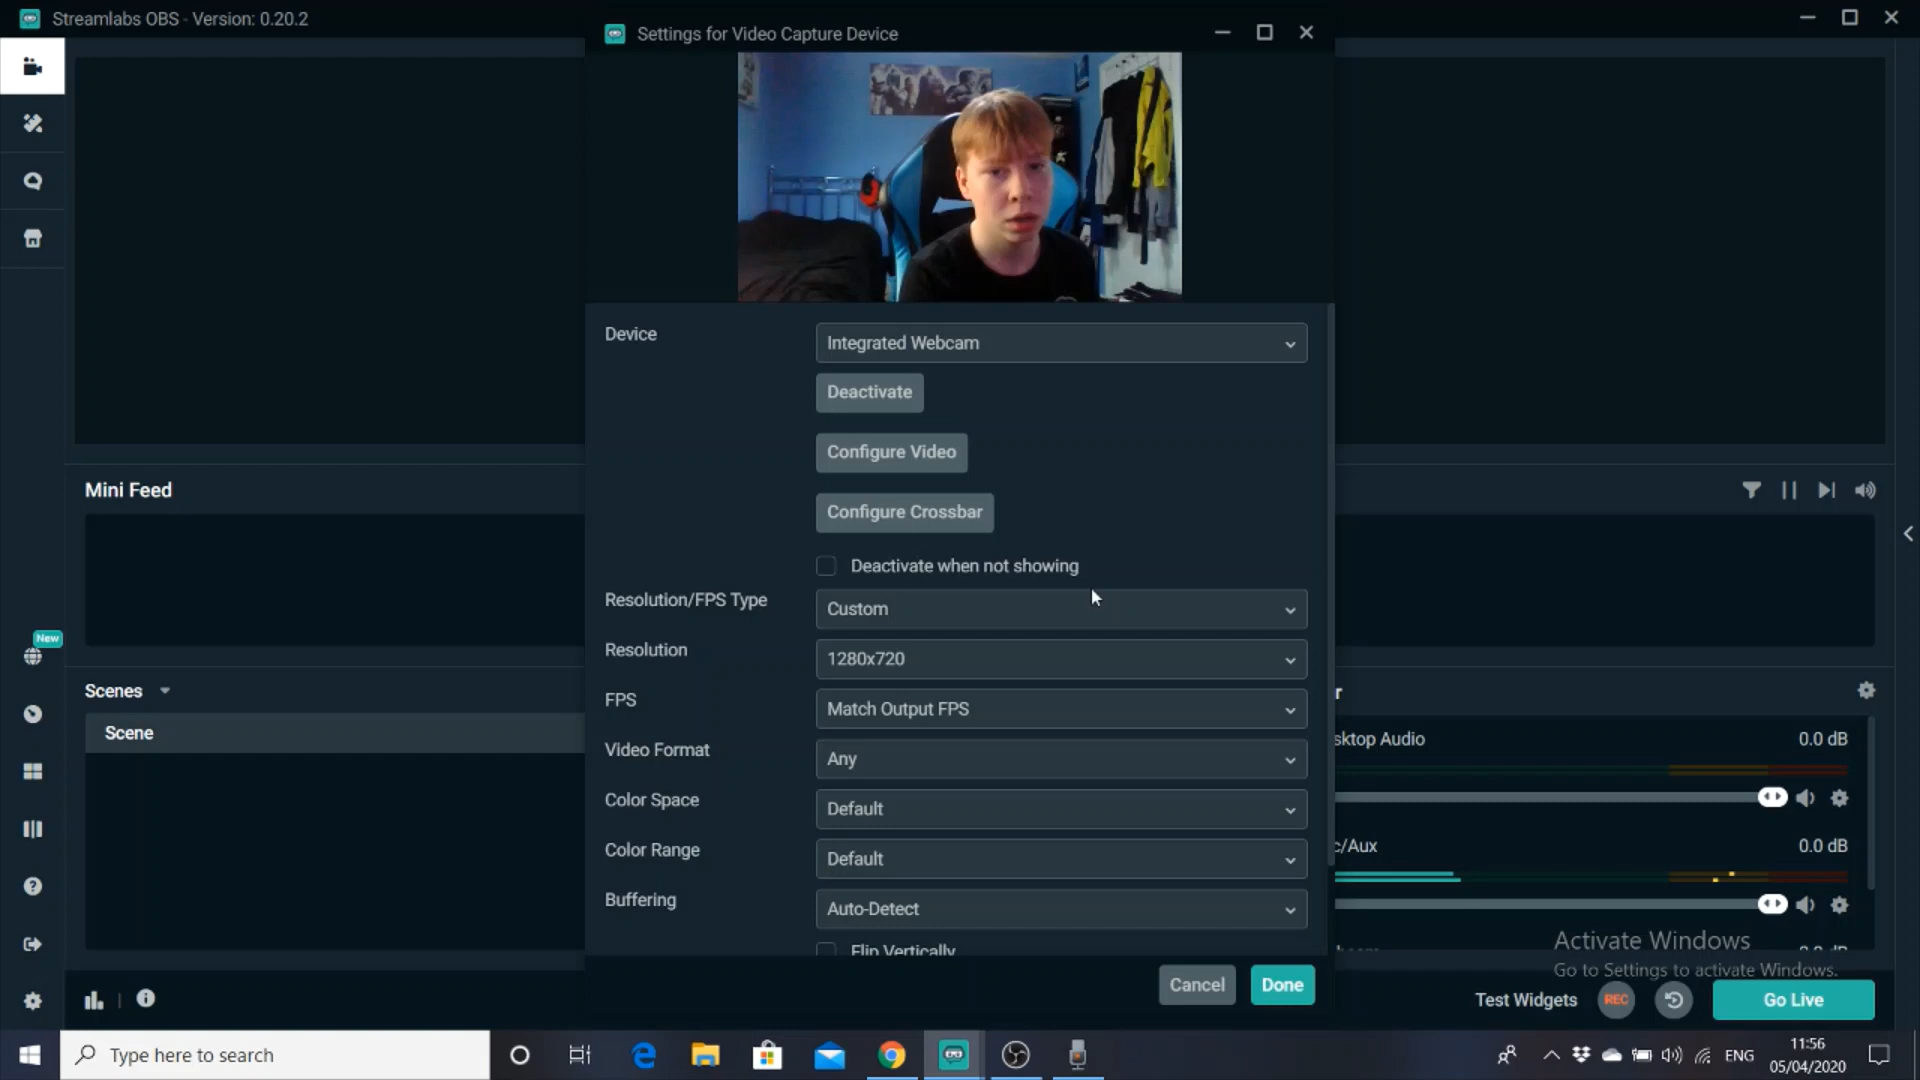 Streamlabs OBS - Version: 0.20.2
Settings for Video Capture Device
Device
Integrated Webcam
Deactivate
Configure Video
Configure Crossbar
Deactivate when not showing
Resolution/FPS Type
Custom
Resolution
1280x720
FPS
Match Output FPS
Video Format
Any
Color Space
Default
Color Range
Default
Buffering
Auto-Detect
Flip Vertically
Cancel
Done
Mini Feed
New
Scenes
Scene
r
sktop Audio
0.0 dB
c/Aux
0.0 dB
0.0 dB
Activate Windows
Go to Settings to activate Windows.
Test Widgets
REC
Go Live
Type here to search
ENG
11:56
05/04/2020